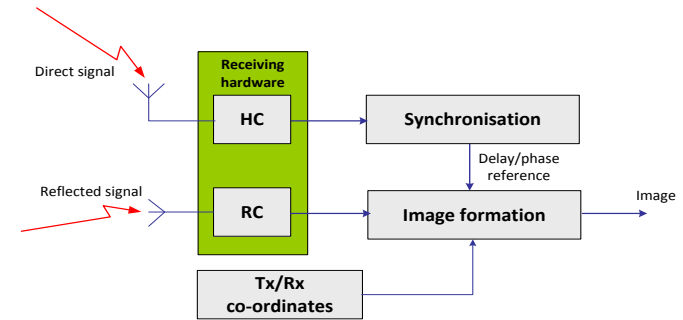 Direct signal
Receiving
hardware
HC
Synchronisation
Delay/phase
reference
Reflected signal
RC
Image formation
Image
Tx/Rx
co-ordinates